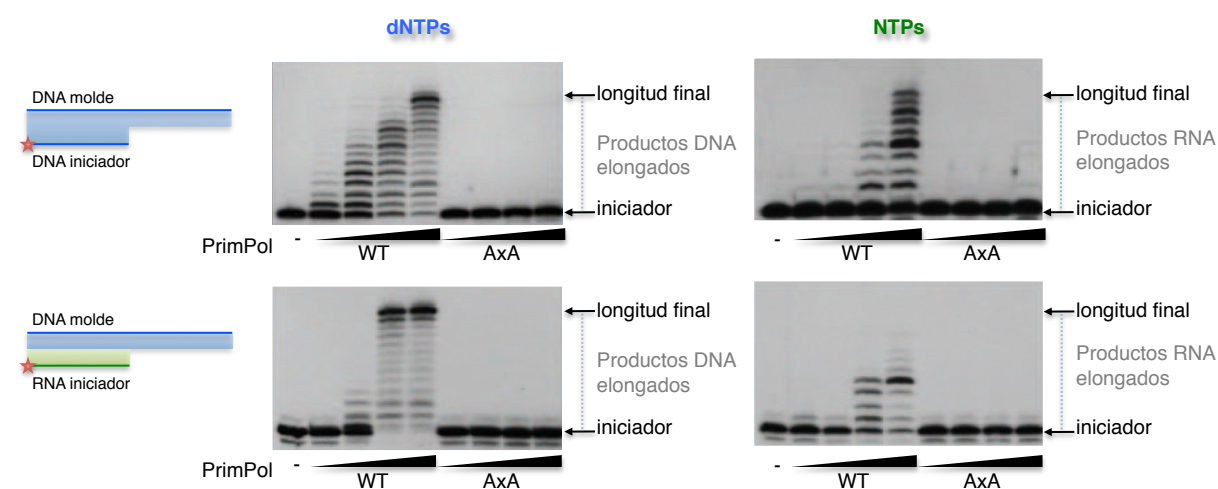 dNTPs
NTPs
DNA molde
DNA iniciador
longitud final
Productos DNA
elongados
iniciador
longitud final
Productos RNA
elongados
iniciador
PrimPol
-
WT
AxA
-
WT
AxA
DNA molde
RNA iniciador
longitud final
Productos DNA
elongados
iniciador
longitud final
Productos RNA
elongados
iniciador
PrimPol
-
WT
AxA
-
WT
AxA